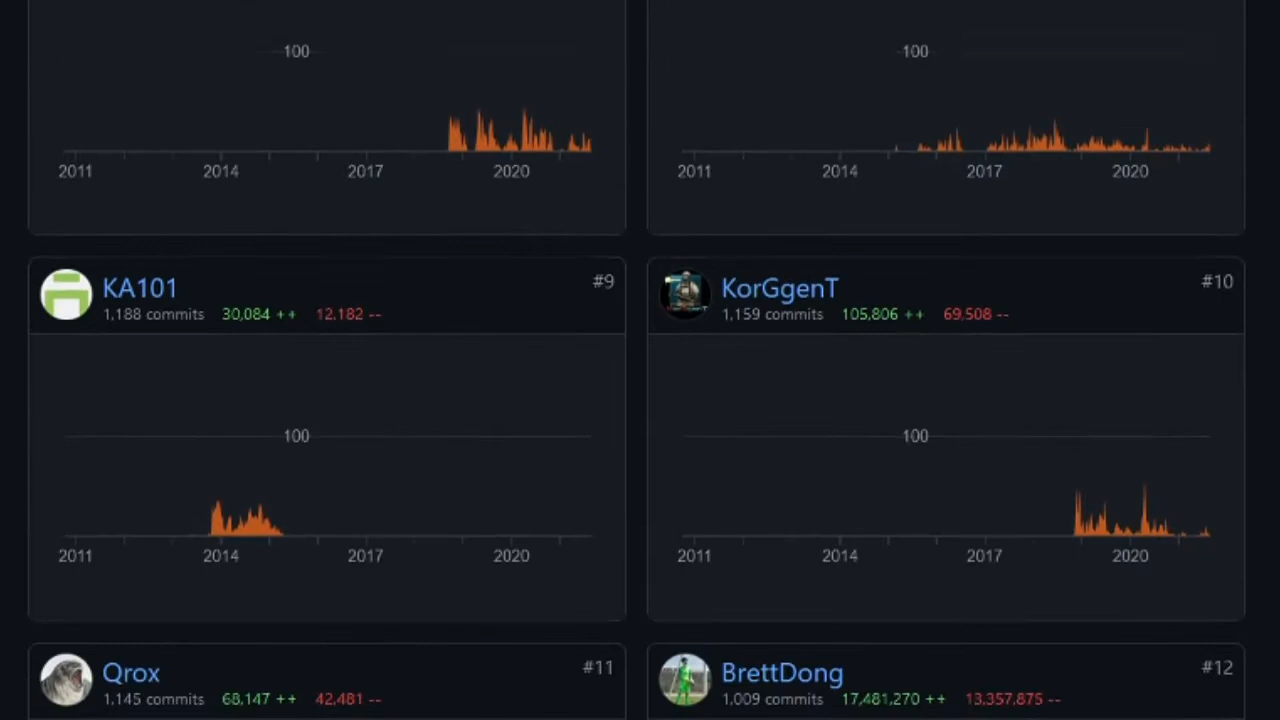 100
100
2011 2014 2017 2020
2011 2014 2017 2020
KA101 #9
1,188 commits 30,084 ++ 12,182 --
KorGgenT #10
1,159 commits 105,806 ++ 69,508 --
100
100
2011 2014 2017 2020
2011 2014 2017 2020
Qrox #11
1,145 commits 68,147 ++ 42,481 --
BrettDong #12
1,009 commits 17,481,270 ++ 13,357,875 --